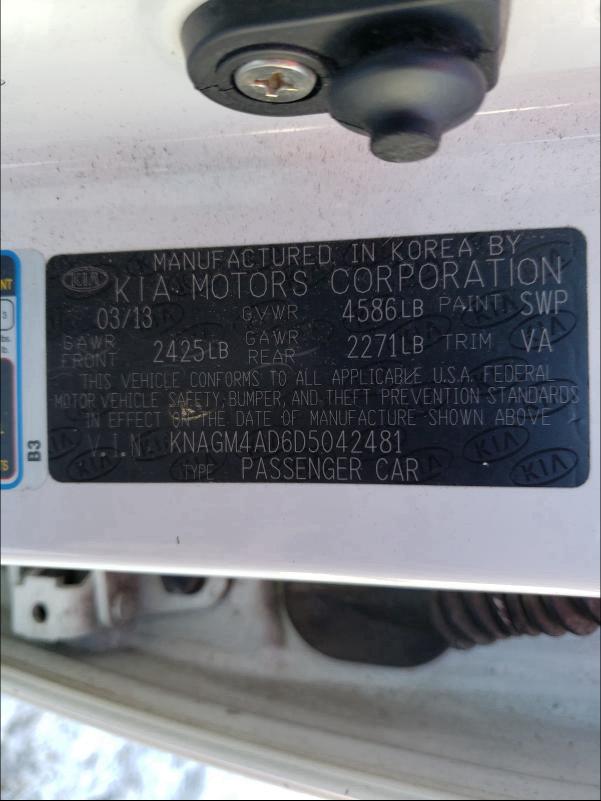 MANUFACTURED IN KOREA BY
KIA KIA MOTORS CORPORATION
03/13 GVWR 4586LB PAINT SWP
GAWR FRONT 2425LB GAWR REAR 2271LB TRIM VA
THIS VEHICLE CONFORMS TO ALL APPLICABLE U.S.A. FEDERAL
MOTOR VEHICLE SAFETY, BUMPER, AND THEFT PREVENTION STANDARDS
IN EFFECT ON THE DATE OF MANUFACTURE SHOWN ABOVE
V.I.N. KNAGM4AD6D5042481
TYPE PASSENGER CAR
B3